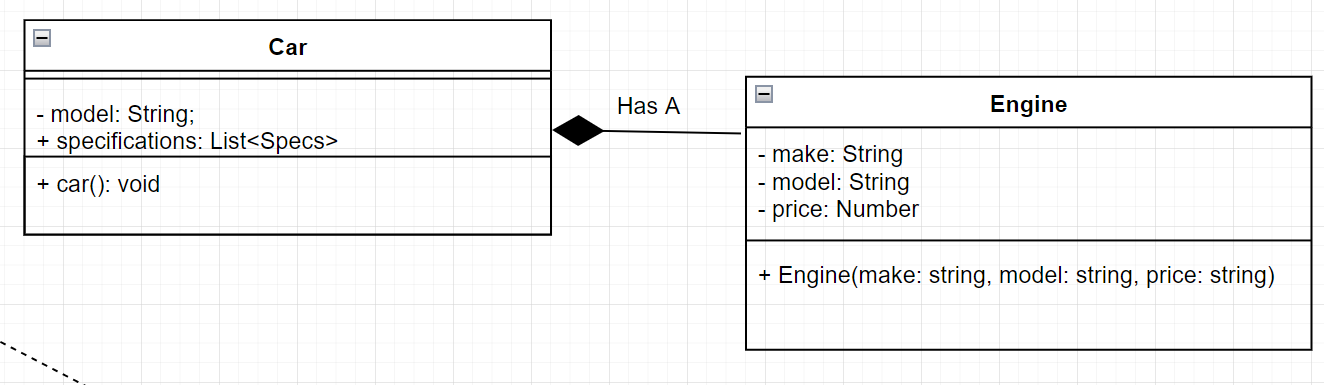 Car
- model: String;
+ specifications: List<Specs>
+ car(): void
Has A
Engine
- make: String
- model: String
- price: Number
+ Engine(make: string, model: string, price: string)